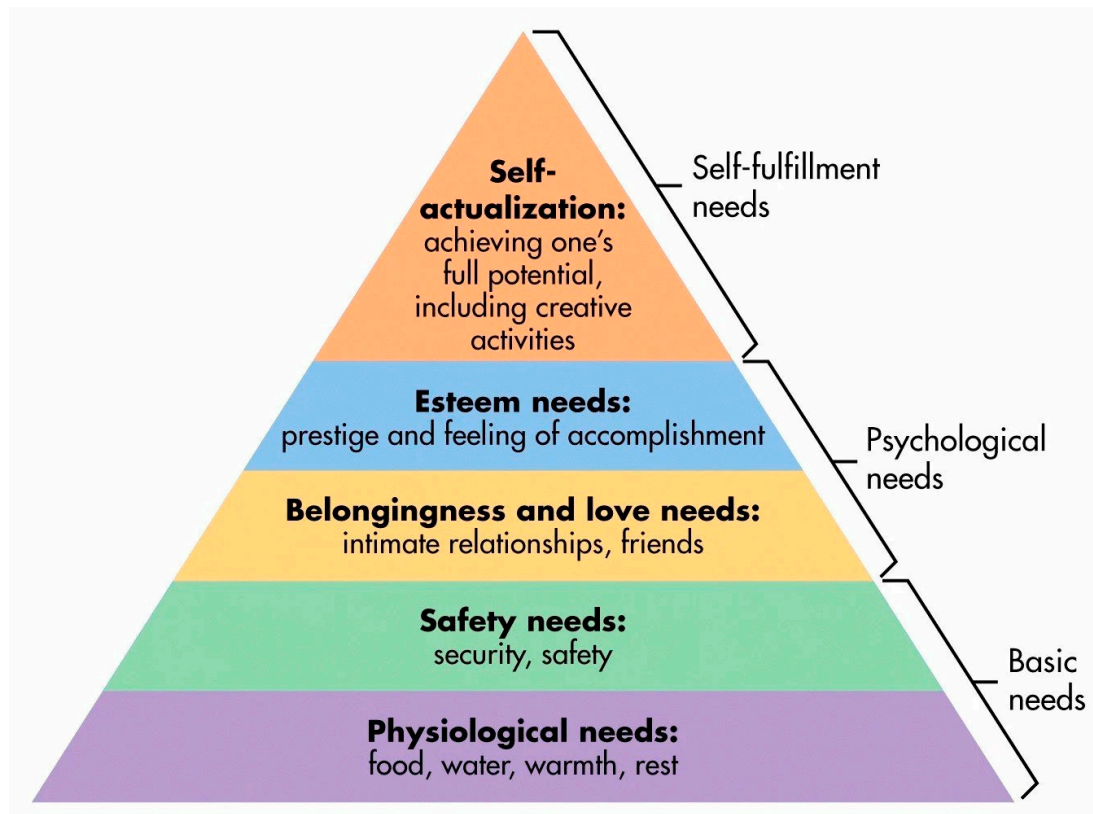 Self-
actualization:
achieving one's
full potential,
including creative
activities
Self-fulfillment
needs
Esteem needs:
prestige and feeling of accomplishment
Belongingness and love needs:
intimate relationships, friends
Psychological
needs
Safety needs:
security, safety
Physiological needs:
food, water, warmth, rest
Basic
needs